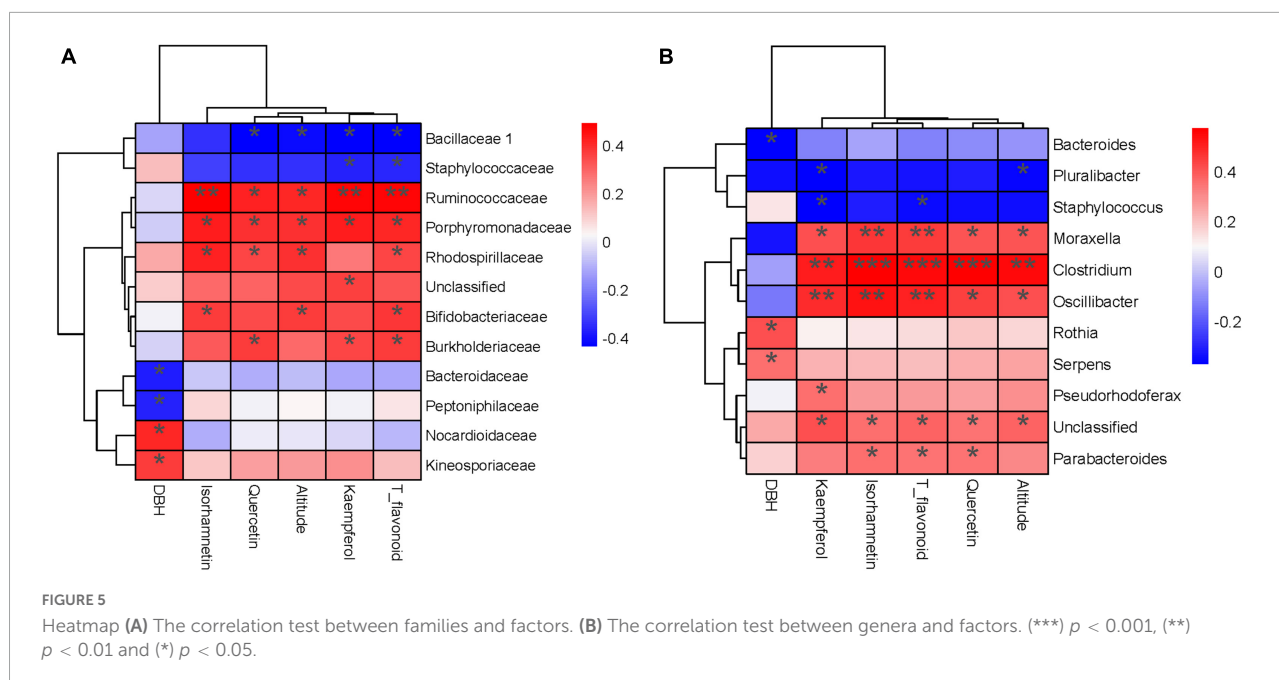 A
B
*
*
*
*
Bacillaceae 1
*
*
Staphylococcaceae
**
*
*
**
**
Ruminococcaceae
*
*
*
*
*
Porphyromonadaceae
*
*
*
*
Rhodospirillaceae
*
Unclassified
*
*
*
Bifidobacteriaceae
*
*
*
Burkholderiaceae
*
Bacteroidaceae
*
Peptoniphilaceae
*
Nocardioidaceae
*
Kineosporiaceae
DBH
Isorhamnetin
Quercetin
Altitude
Kaempferol
T_flavonoid
0.4
0.2
0
-0.2
-0.4
*
Bacteroides
*
*
Pluralibacter
*
*
Staphylococcus
*
**
**
*
*
Moraxella
**
***
***
***
**
Clostridium
**
**
**
*
*
Oscillibacter
*
Rothia
*
Serpens
*
Pseudorhodoferax
*
*
*
*
*
Unclassified
*
*
*
Parabacteroides
DBH
Kaempferol
Isorhamnetin
T_flavonoid
Quercetin
Altitude
0.4
0.2
0
-0.2
FIGURE 5
Heatmap (A) The correlation test between families and factors. (B) The correlation test between genera and factors. (***) p < 0.001, (**)
p < 0.01 and (*) p < 0.05.